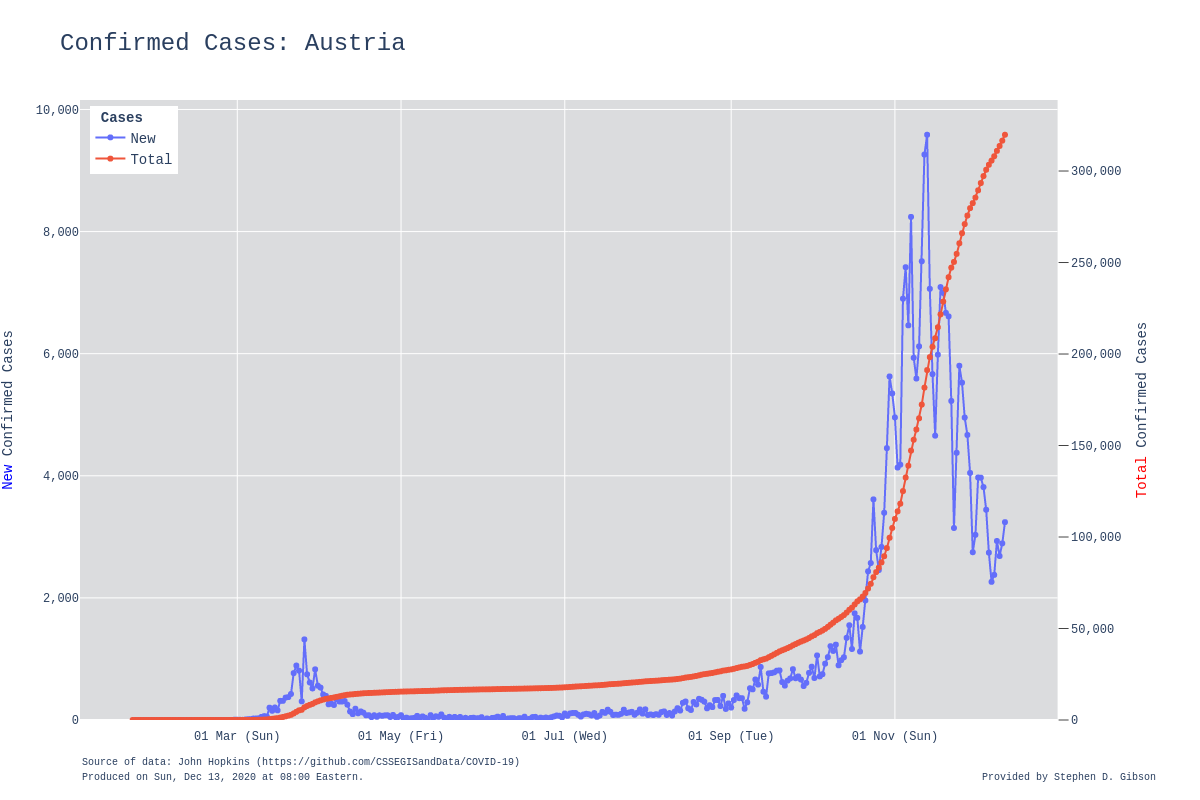 Confirmed Cases: Austria
Cases
New
Total
10,000
8,000
6,000
4,000
2,000
0
New Confirmed Cases
300,000
250,000
200,000
150,000
100,000
50,000
0
Total Confirmed Cases
01 Mar (Sun)
01 May (Fri)
01 Jul (Wed)
01 Sep (Tue)
01 Nov (Sun)
Source of data: John Hopkins (https://github.com/CSSEGISandData/COVID-19)
Produced on Sun, Dec 13, 2020 at 08:00 Eastern.
Provided by Stephen D. Gibson